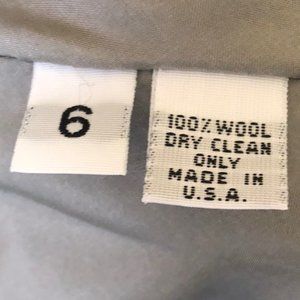 6
100% WOOL
DRY CLEAN
ONLY
MADE IN
U.S.A.